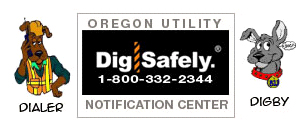 OREGON UTILITY
Dig Safely.®
1-800-332-2344
NOTIFICATION CENTER
DIALER
DIGBY